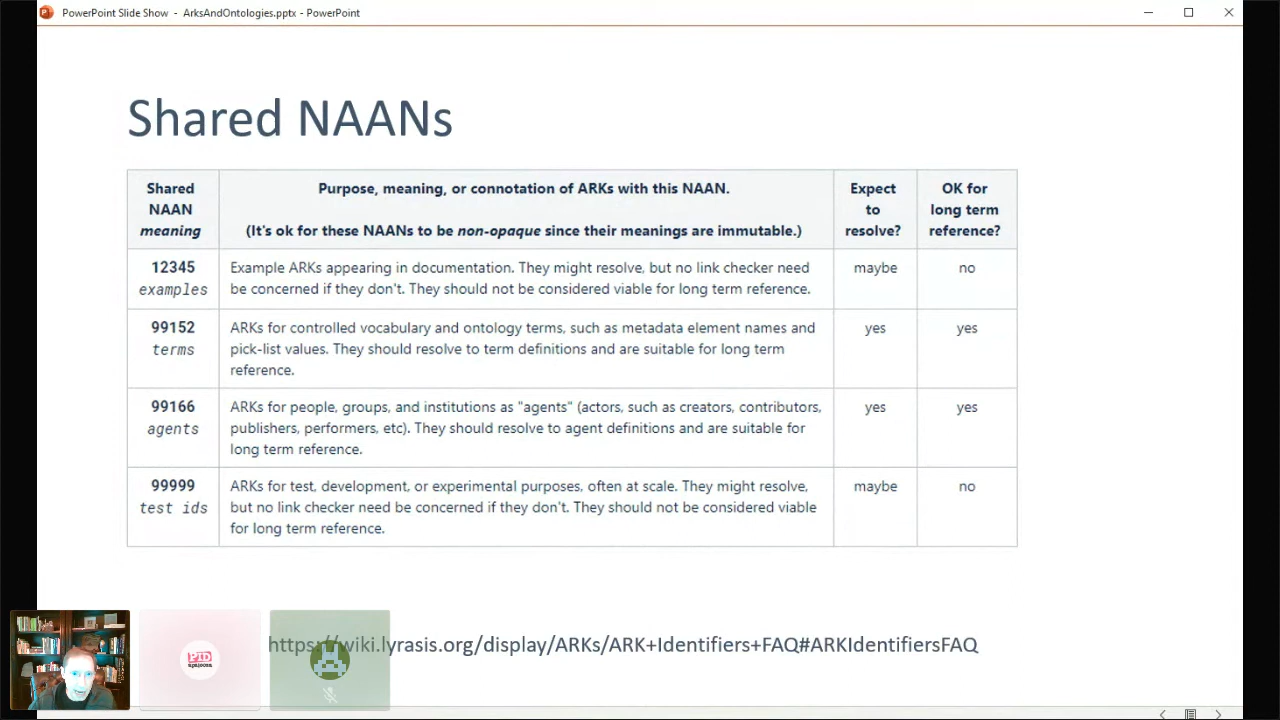 PowerPoint Slide Show - ArksAndOntologies.pptx - PowerPoint
Shared NAANs
Shared
NAAN
meaning
Purpose, meaning, or connotation of ARKs with this NAAN.
(It's ok for these NAANs to be non-opaque since their meanings are immutable.)
Expect
to
resolve?
OK for
long term
reference?
12345
examples
Example ARKs appearing in documentation. They might resolve, but no link checker need
be concerned if they don't. They should not be considered viable for long term reference.
maybe
no
99152
terms
ARKs for controlled vocabulary and ontology terms, such as metadata element names and
pick-list values. They should resolve to term definitions and are suitable for long term
reference.
yes
yes
99166
agents
ARKs for people, groups, and institutions as "agents" (actors, such as creators, contributors,
publishers, performers, etc). They should resolve to agent definitions and are suitable for
long term reference.
yes
yes
99999
test ids
ARKs for test, development, or experimental purposes, often at scale. They might resolve,
but no link checker need be concerned if they don't. They should not be considered viable
for long term reference.
maybe
no
https://wiki.lyrasis.org/display/ARKs/ARK+Identifiers+FAQ#ARKIdentifiersFAQ
PID
apalooza